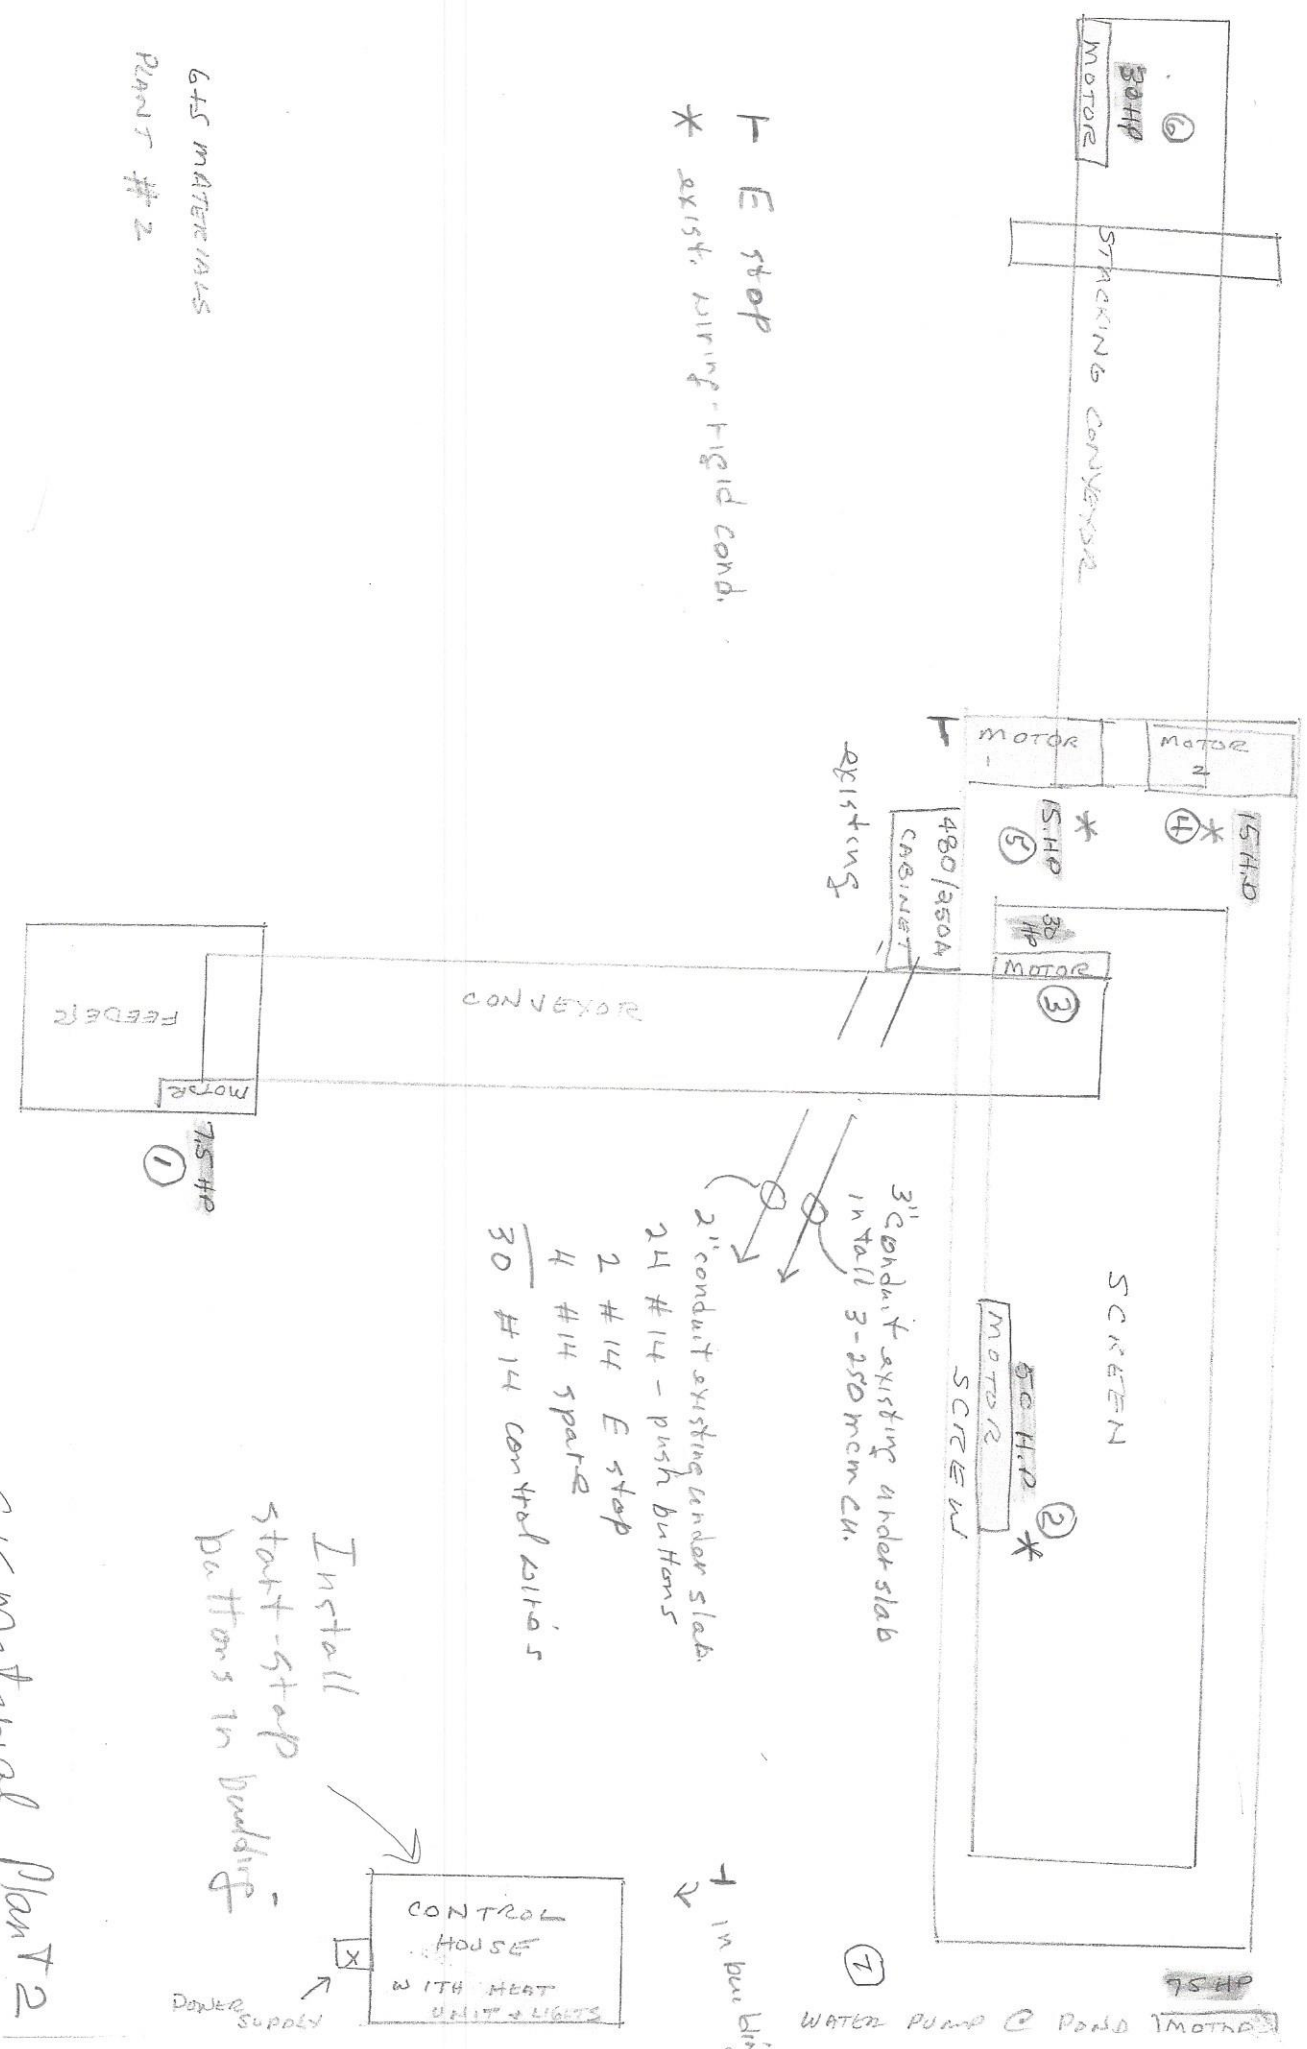 6
30 HP
MOTOR
STACKING CONVEYOR
⊢ E stop
* exist. wiring-rigid cond.
G+S MATERIALS
PLANT #2
MOTOR
2
15 H.P
4 *
MOTOR
1
*
15.HP
5
480/250A
CABINET
existing
30
HP
MOTOR
3
CONVEYOR
FEEDER
MOTOR
7.5 HP
1
SCREEN
50 H.P
2
*
MOTOR
SCREW
3" Conduit existing under slab
intall 3-250 mcm cu.
2" conduit existing under slab.
24 #14 - push buttons
2 #14 E stop
4 #14 spare
30 #14 control wire's
Install
start-stop
buttons in building
CONTROL
HOUSE
WITH HEAT
UNIT + LIGHTS
X
POWER
SUPPLY
in
7
WATER PUMP @ POND MOTOR
75 HP
Plant 2